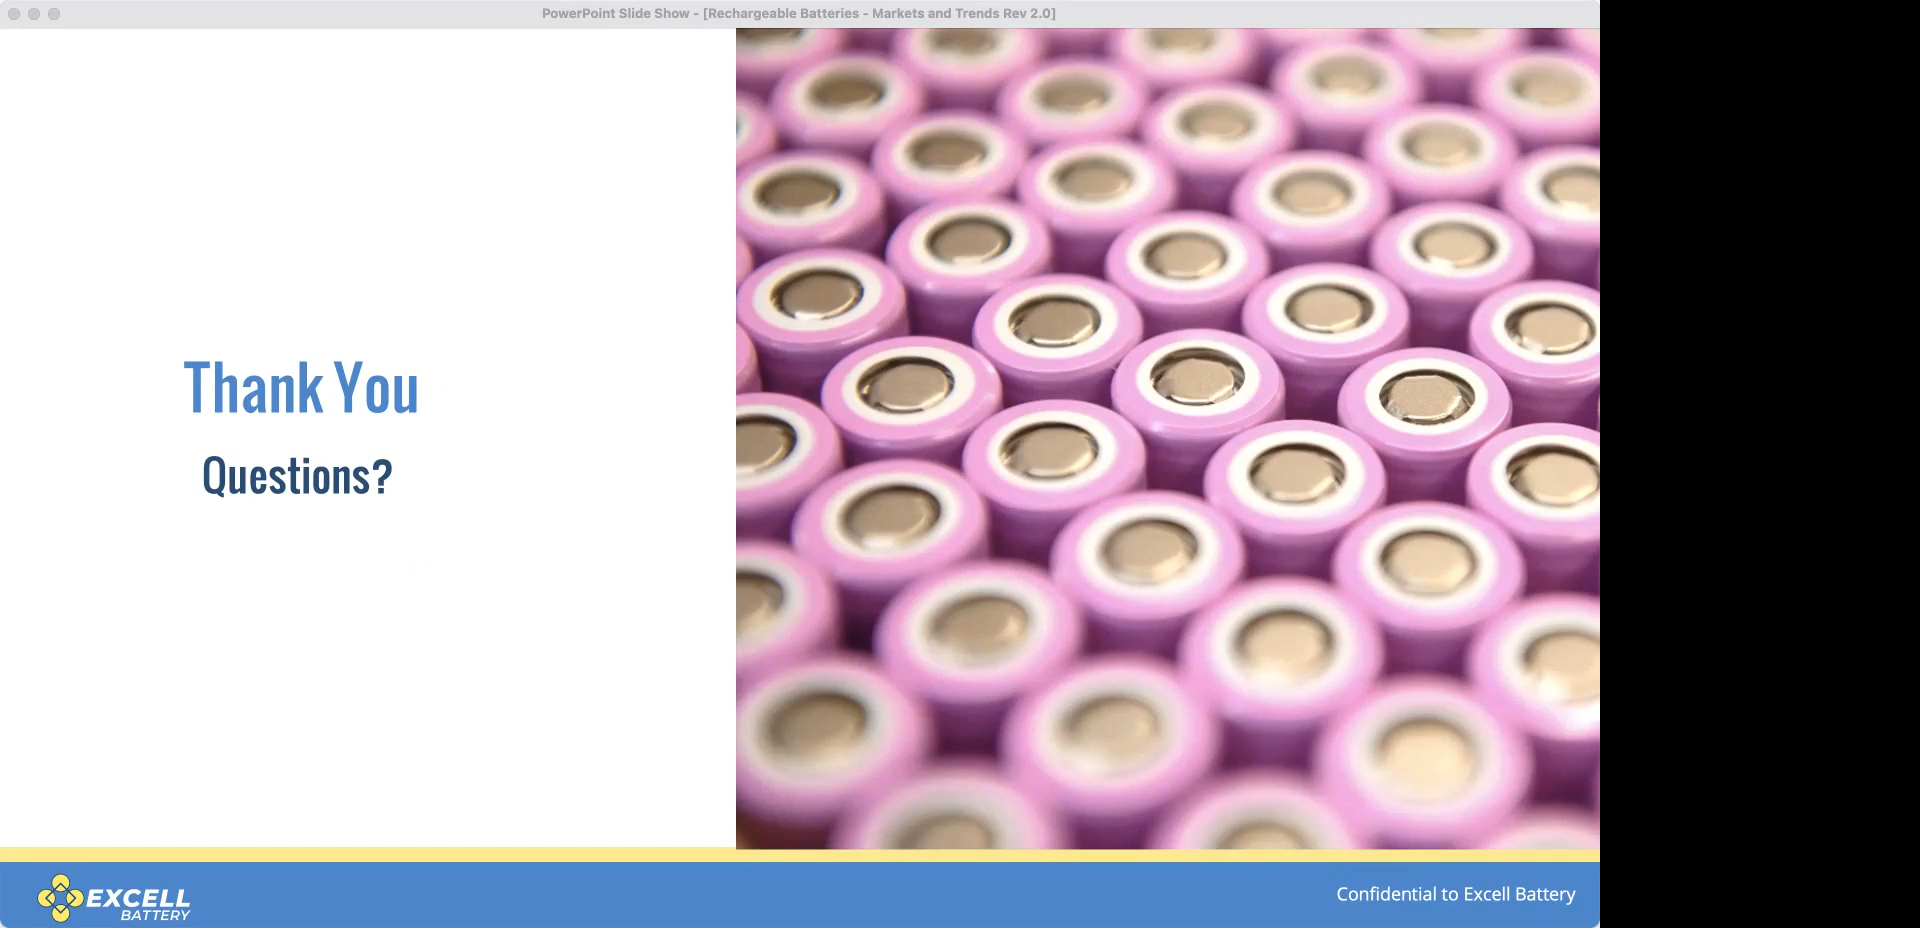 PowerPoint Slide Show - [Rechargeable Batteries - Markets and Trends Rev 2.0]
Thank You
Questions?
EXCELL
BATTERY
Confidential to Excell Battery